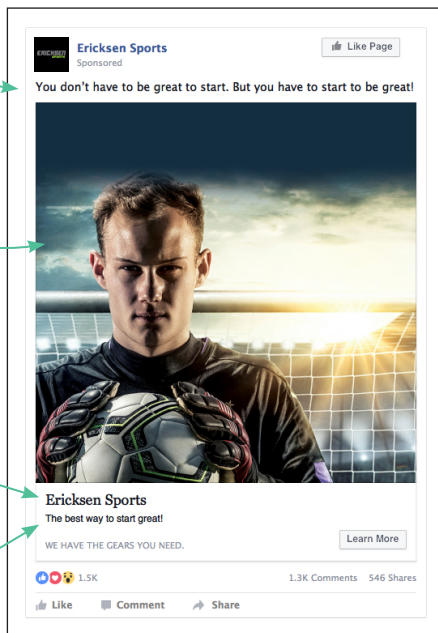 ERICKSEN
SPORTS
Ericksen Sports
Sponsored
Like Page
You don't have to be great to start. But you have to start to be great!
Ericksen Sports
The best way to start great!
WE HAVE THE GEARS YOU NEED.
Learn More
1.5K
1.3K Comments 546 Shares
Like Comment Share